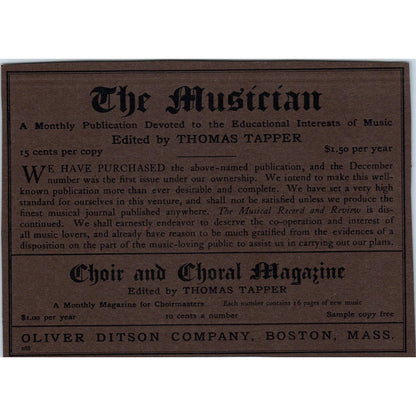 The Musician
A Monthly Publication Devoted to the Educational Interests of Music
Edited by THOMAS TAPPER
15 cents per copy $1.50 per year
WE HAVE PURCHASED the above-named publication, and the December
number was the first issue under our ownership. We intend to make this well-
known publication more than ever desirable and complete. We have set a very high
standard for ourselves in this venture, and shall not be satisfied unless we produce the
finest musical journal published anywhere. The Musical Record and Review is dis-
continued. We shall earnestly endeavor to deserve the co-operation and interest of
all music lovers, and already have reason to be much gratified from the evidences of a
disposition on the part of the music-loving public to assist us in carrying out our plans.
Choir and Choral Magazine
Edited by THOMAS TAPPER
A Monthly Magazine for Choirmasters Each number contains 16 pages of new music
$1.00 per year 10 cents a number Sample copy free
OLIVER DITSON COMPANY, BOSTON, MASS.